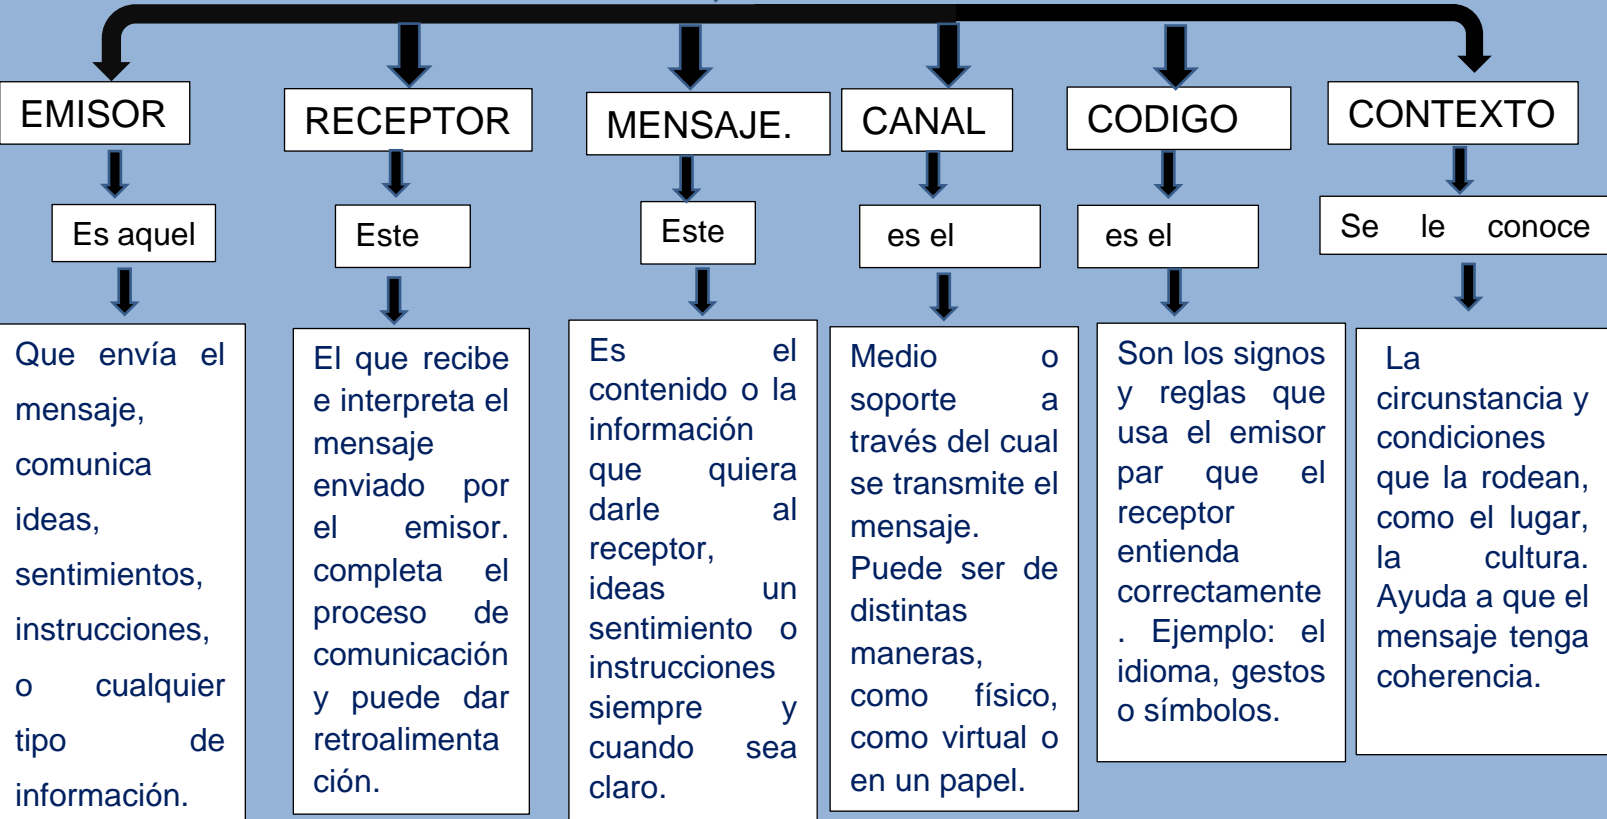 EMISOR
RECEPTOR
MENSAJE.
CANAL
CODIGO
CONTEXTO
Es aquel
Este
Este
es el
es el
Se le conoce
Que envía el
mensaje,
comunica
ideas,
sentimientos,
instrucciones,
o cualquier
tipo de
información.
El que recibe
e interpreta el
mensaje
enviado por
el emisor.
completa el
proceso de
comunicación
y puede dar
retroalimenta
ción.
Es el
contenido o la
información
que quiera
darle al
receptor,
ideas un
sentimiento o
instrucciones
siempre y
cuando sea
claro.
Medio o
soporte a
través del cual
se transmite el
mensaje.
Puede ser de
distintas
maneras,
como físico,
como virtual o
en un papel.
Son los signos
y reglas que
usa el emisor
par que el
receptor
entienda
correctamente
. Ejemplo: el
idioma, gestos
o símbolos.
La
circunstancia y
condiciones
que la rodean,
como el lugar,
la cultura.
Ayuda a que el
mensaje tenga
coherencia.